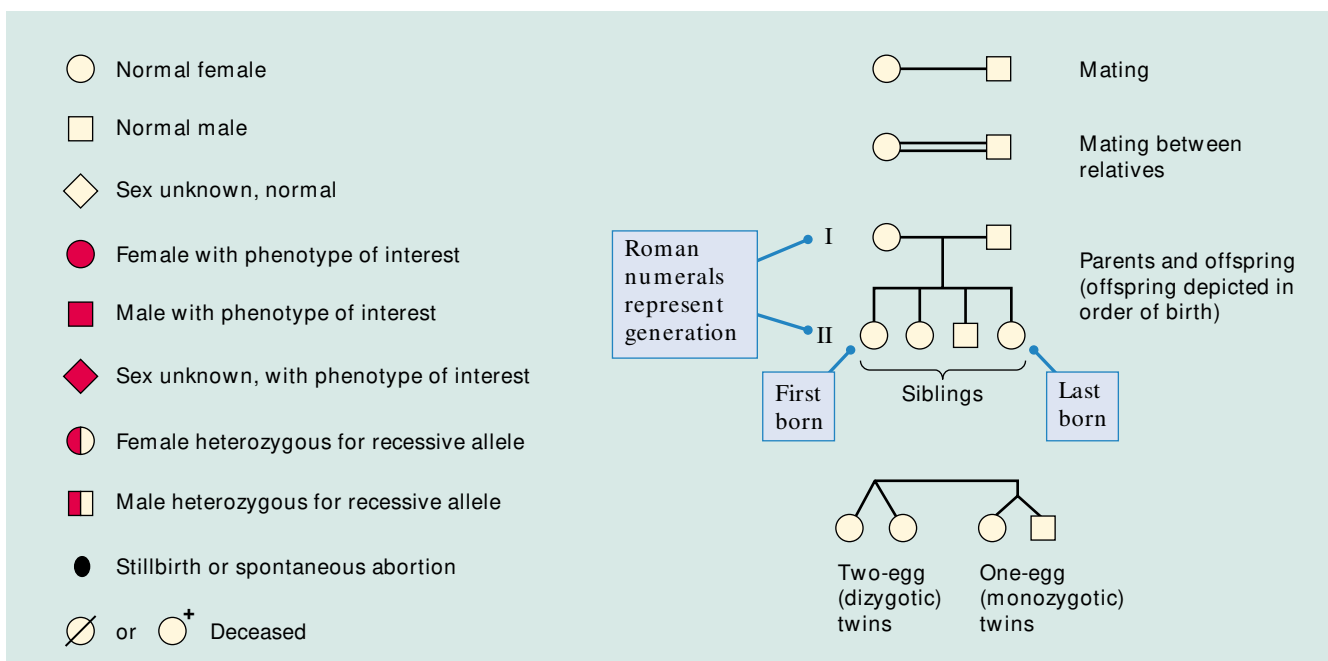 Normal female
Normal male
Sex unknown, normal
Female with phenotype of interest
Male with phenotype of interest
Sex unknown, with phenotype of interest
Female heterozygous for recessive allele
Male heterozygous for recessive allele
Stillbirth or spontaneous abortion
or + Deceased
Mating
Mating between
relatives
Roman
numerals
represent
generation
I
II
Parents and offspring
(offspring depicted in
order of birth)
First
born
Siblings
Last
born
Two-egg
(dizygotic)
twins
One-egg
(monozygotic)
twins